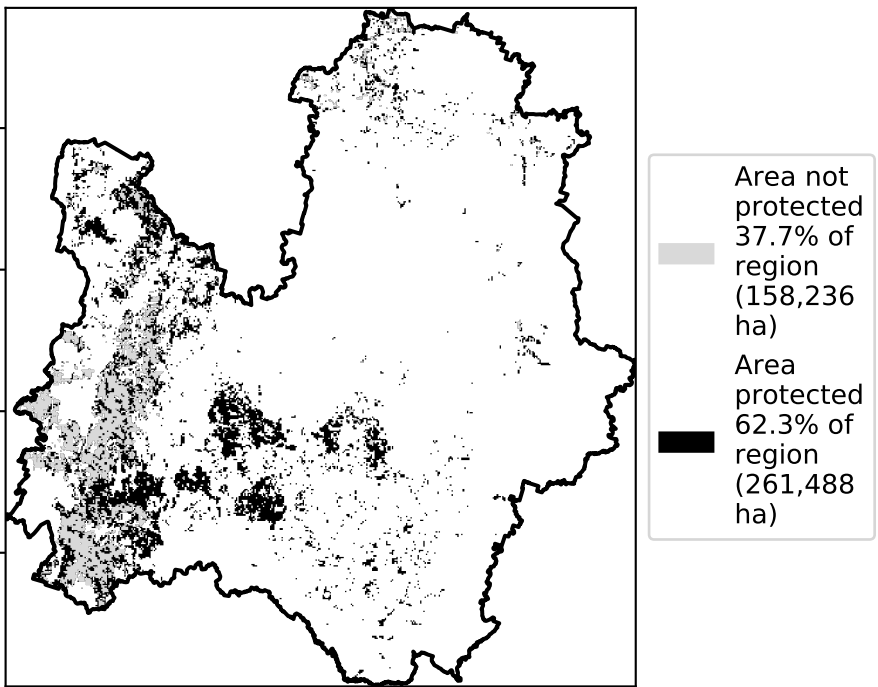 Area not
protected
37.7% of
region
(158,236
ha)
Area
protected
62.3% of
region
(261,488
ha)